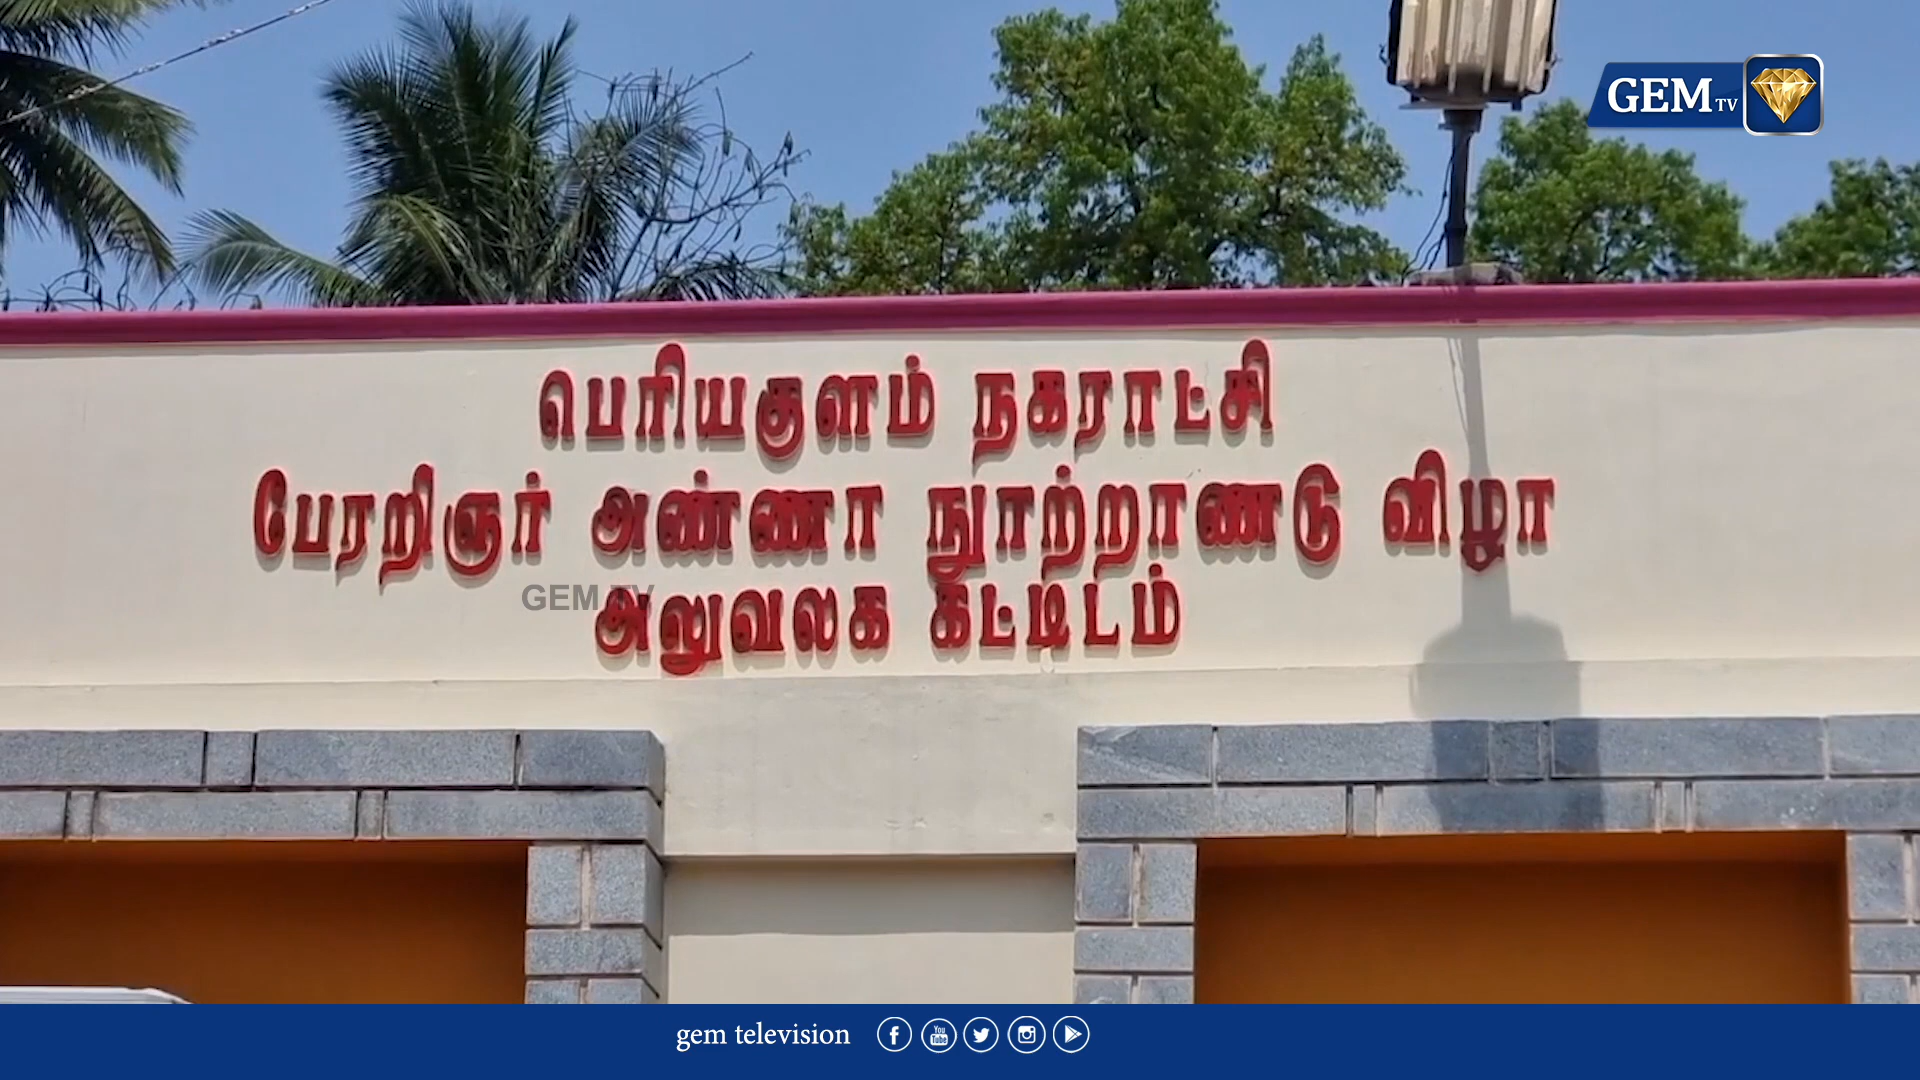 GEM TV
பெரியகுளம் நகராட்சி
பேரறிஞர் அண்ணா நூற்றாண்டு விழா
GEM TV
அலுவலக கட்டிடம்
gem television